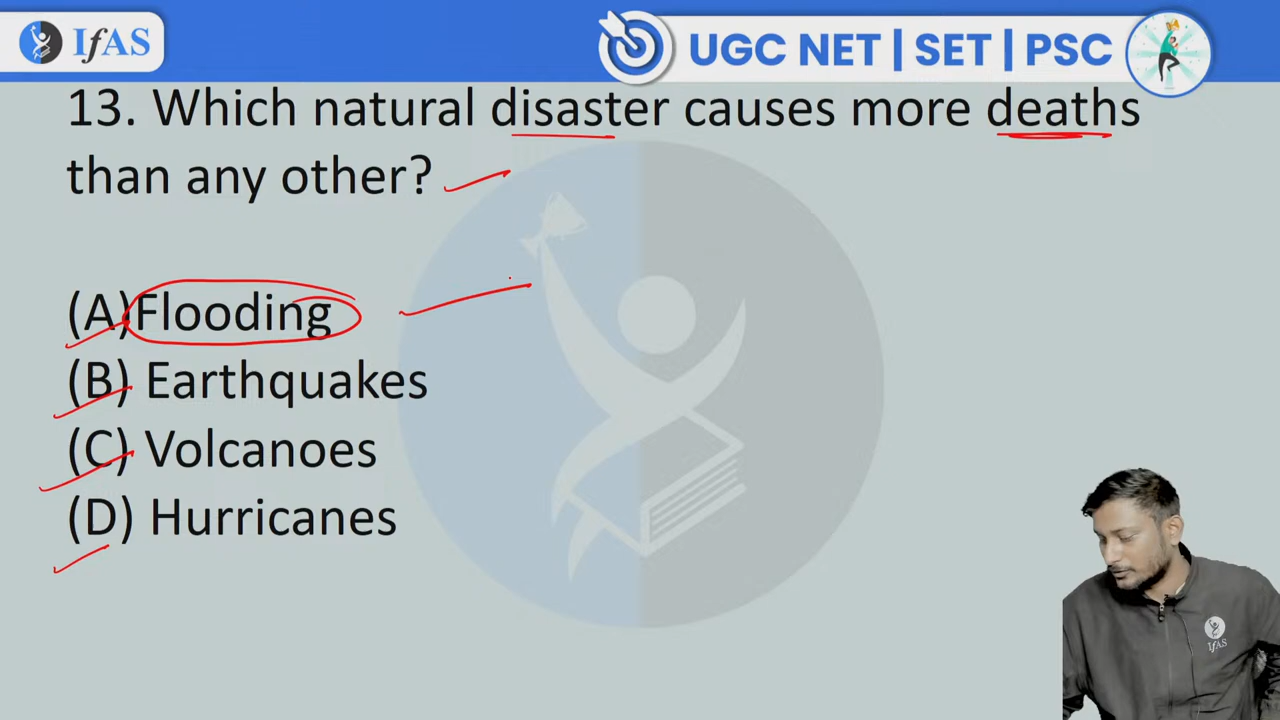 IfAS
UGC NET | SET | PSC
13. Which natural disaster causes more deaths
than any other?
(A) Flooding
(B) Earthquakes
(C) Volcanoes
(D) Hurricanes
IfAS